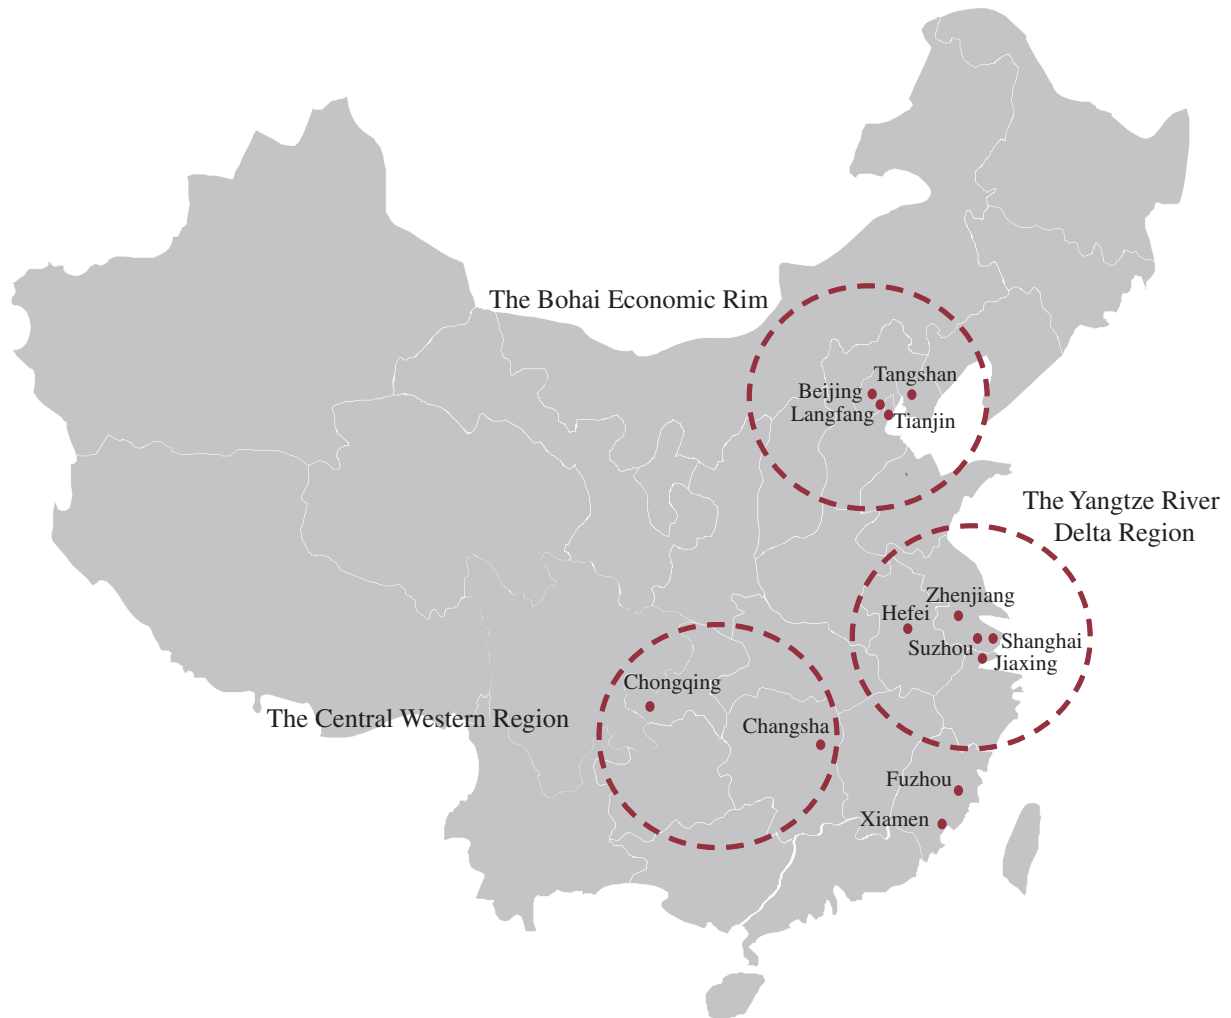 The Bohai Economic Rim
Tangshan
Beijing
Langfang
Tianjin
The Yangtze River
Delta Region
Zhenjiang
Hefei
Suzhou
Shanghai
Jiaxing
Chongqing
The Central Western Region
Changsha
Fuzhou
Xiamen